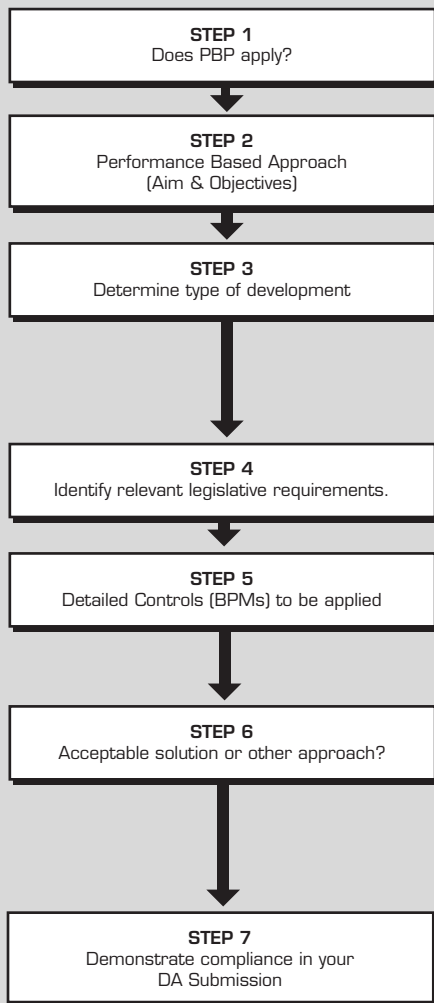 STEP 1
Does PBP apply?
STEP 2
Performance Based Approach
(Aim & Objectives)
STEP 3
Determine type of development
STEP 4
Identify relevant legislative requirements.
STEP 5
Detailed Controls (BPMs) to be applied
STEP 6
Acceptable solution or other approach?
STEP 7
Demonstrate compliance in your
DA Submission